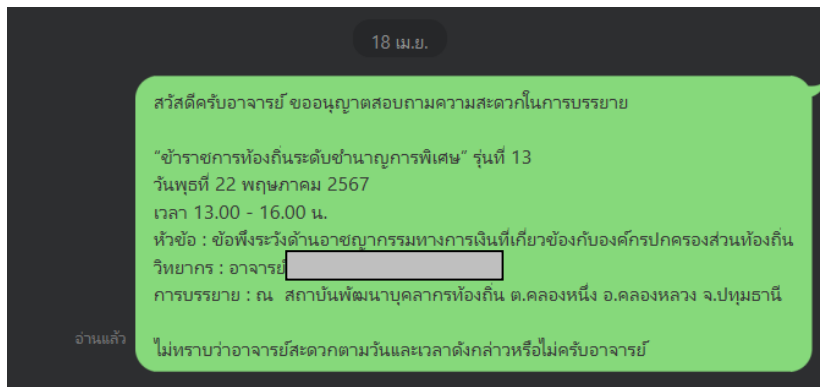 18 เม.ย.
สวัสดีครับอาจารย์ ขออนุญาตสอบถามความสะดวกในการบรรยาย
“ข้าราชการท้องถิ่นระดับชำนาญการพิเศษ” รุ่นที่ 13
วันพุธที่ 22 พฤษภาคม 2567
เวลา 13.00 - 16.00 น.
หัวข้อ : ข้อพึงระวังด้านอาชญากรรมทางการเงินที่เกี่ยวข้องกับองค์กรปกครองส่วนท้องถิ่น
วิทยากร : อาจารย์
การบรรยาย : ณ สถาบันพัฒนาบุคลากรท้องถิ่น ต.คลองหนึ่ง อ.คลองหลวง จ.ปทุมธานี
อ่านแล้ว
ไม่ทราบว่าอาจารย์สะดวกตามวันและเวลาดังกล่าวหรือไม่ครับอาจารย์